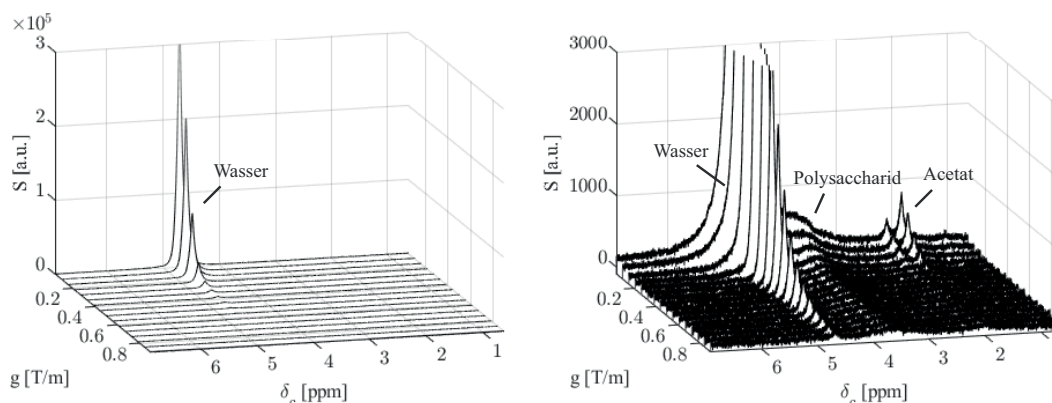 ×10⁵
3
2
1
0
S [a.u.]
Wasser
0.2
0.4
0.6
0.8
g [T/m]
6
5
4
3
2
1
δc [ppm]
3000
2000
1000
0
S [a.u.]
Wasser
Polysaccharid
Acetat
0.2
0.4
0.6
0.8
g [T/m]
6
5
4
3
2
1
δc [ppm]